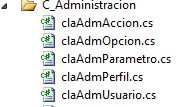 C_Administracion
claAdmAccion.cs
claAdmOpcion.cs
claAdmParametro.cs
claAdmPerfil.cs
claAdmUsuario.cs